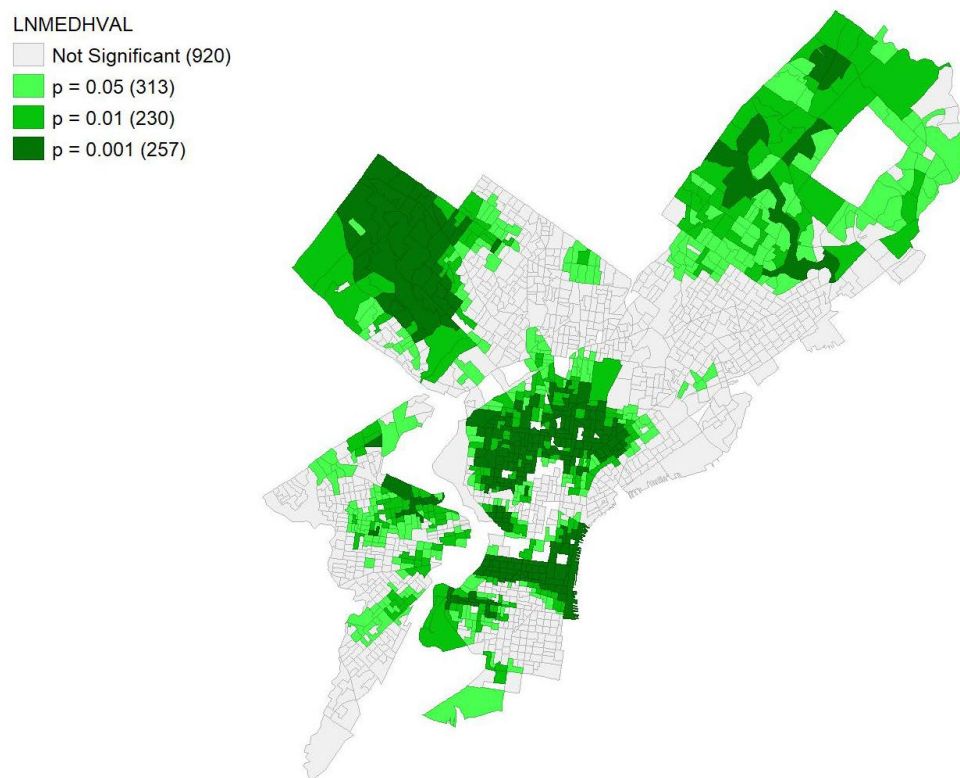 LNMEDHVAL
Not Significant (920)
p = 0.05 (313)
p = 0.01 (230)
p = 0.001 (257)